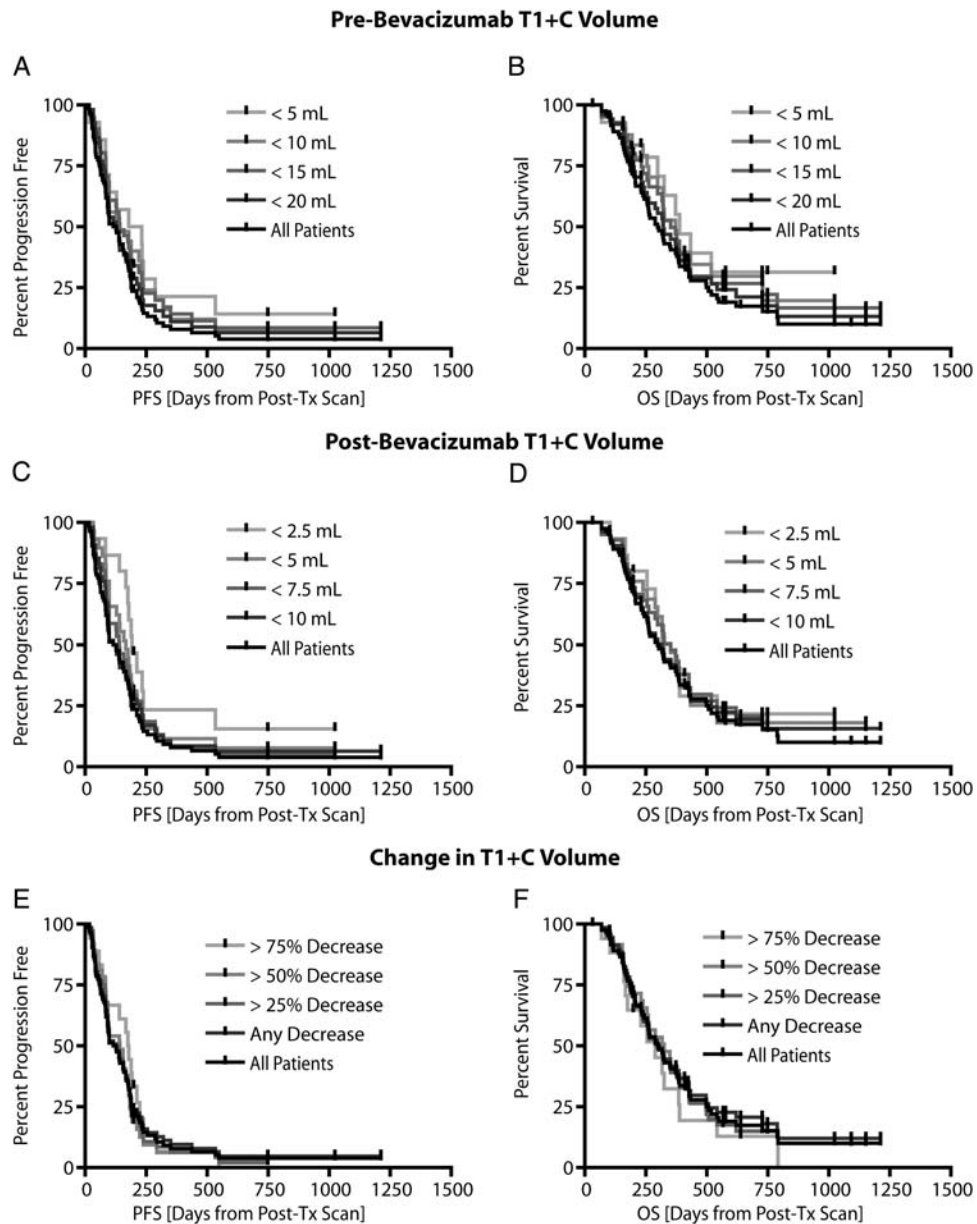 Pre-Bevacizumab T1+C Volume
A
B
Percent Progression Free
100
75
50
25
0
< 5 mL
< 10 mL
< 15 mL
< 20 mL
All Patients
0 250 500 750 1000 1250 1500
PFS [Days from Post-Tx Scan]
Percent Survival
100
75
50
25
0
< 5 mL
< 10 mL
< 15 mL
< 20 mL
All Patients
0 250 500 750 1000 1250 1500
OS [Days from Post-Tx Scan]
Post-Bevacizumab T1+C Volume
C
D
Percent Progression Free
100
75
50
25
0
< 2.5 mL
< 5 mL
< 7.5 mL
< 10 mL
All Patients
0 250 500 750 1000 1250 1500
PFS [Days from Post-Tx Scan]
Percent Survival
100
75
50
25
0
< 2.5 mL
< 5 mL
< 7.5 mL
< 10 mL
All Patients
0 250 500 750 1000 1250 1500
OS [Days from Post-Tx Scan]
Change in T1+C Volume
E
F
Percent Progression Free
100
75
50
25
0
> 75% Decrease
> 50% Decrease
> 25% Decrease
Any Decrease
All Patients
0 250 500 750 1000 1250 1500
PFS [Days from Post-Tx Scan]
Percent Survival
100
75
50
25
0
> 75% Decrease
> 50% Decrease
> 25% Decrease
Any Decrease
All Patients
0 250 500 750 1000 1250 1500
OS [Days from Post-Tx Scan]